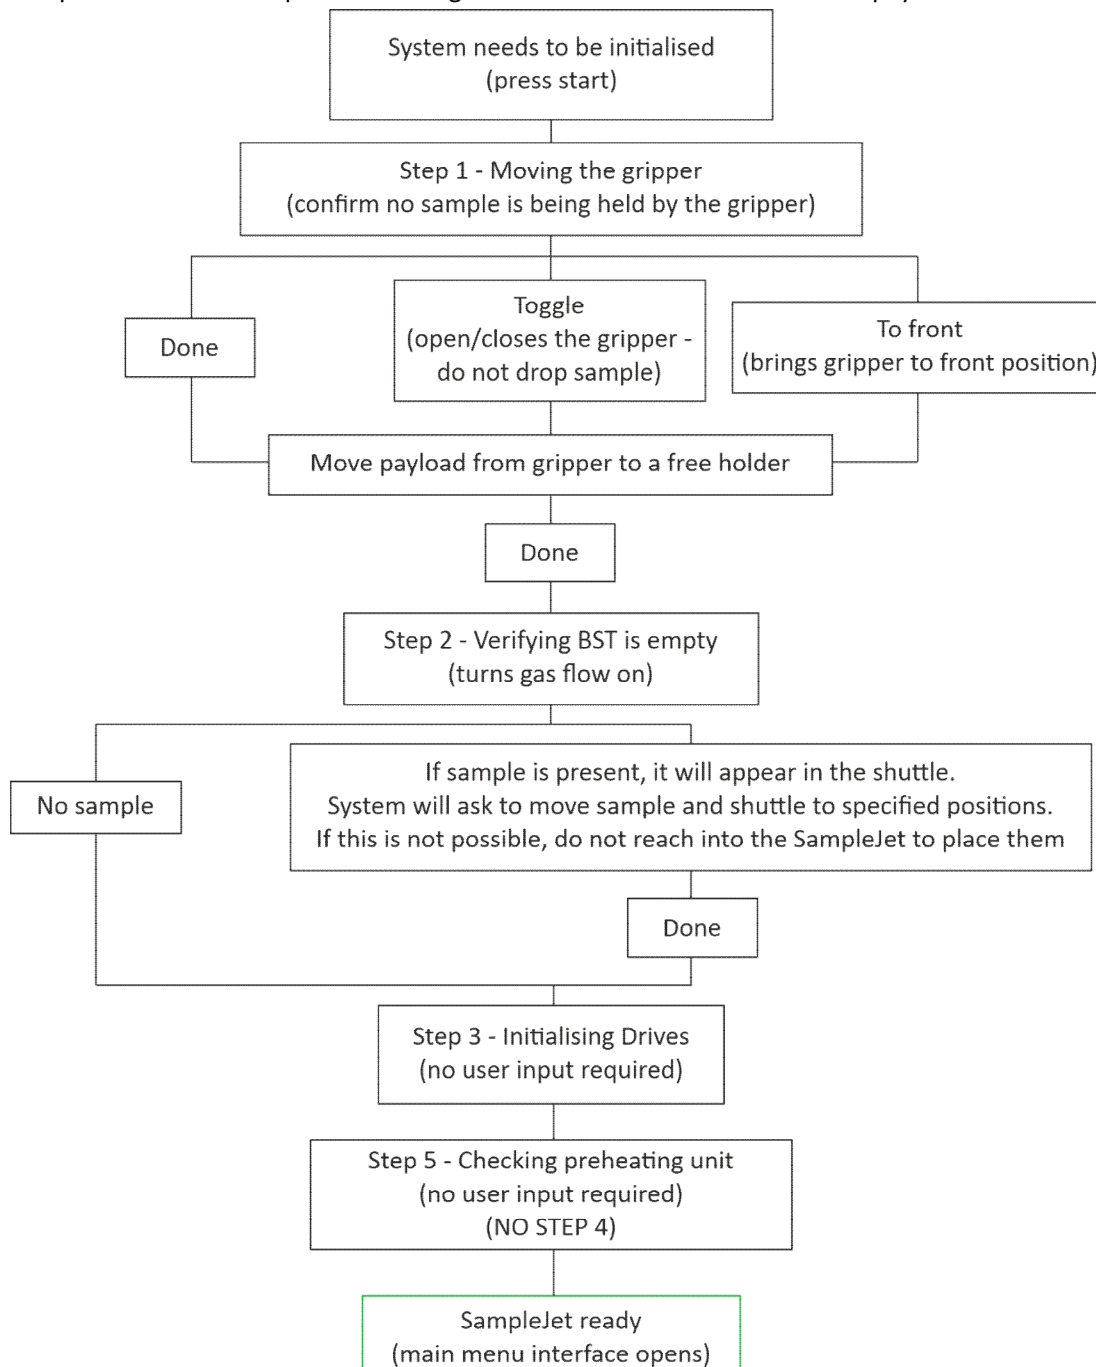 System needs to be initialised
(press start)
Step 1 - Moving the gripper
(confirm no sample is being held by the gripper)
Done
Toggle
(open/closes the gripper -
do not drop sample)
To front
(brings gripper to front position)
Move payload from gripper to a free holder
Done
Step 2 - Verifying BST is empty
(turns gas flow on)
No sample
If sample is present, it will appear in the shuttle.
System will ask to move sample and shuttle to specified positions.
If this is not possible, do not reach into the SampleJet to place them
Done
Step 3 - Initialising Drives
(no user input required)
Step 5 - Checking preheating unit
(no user input required)
(NO STEP 4)
SampleJet ready
(main menu interface opens)